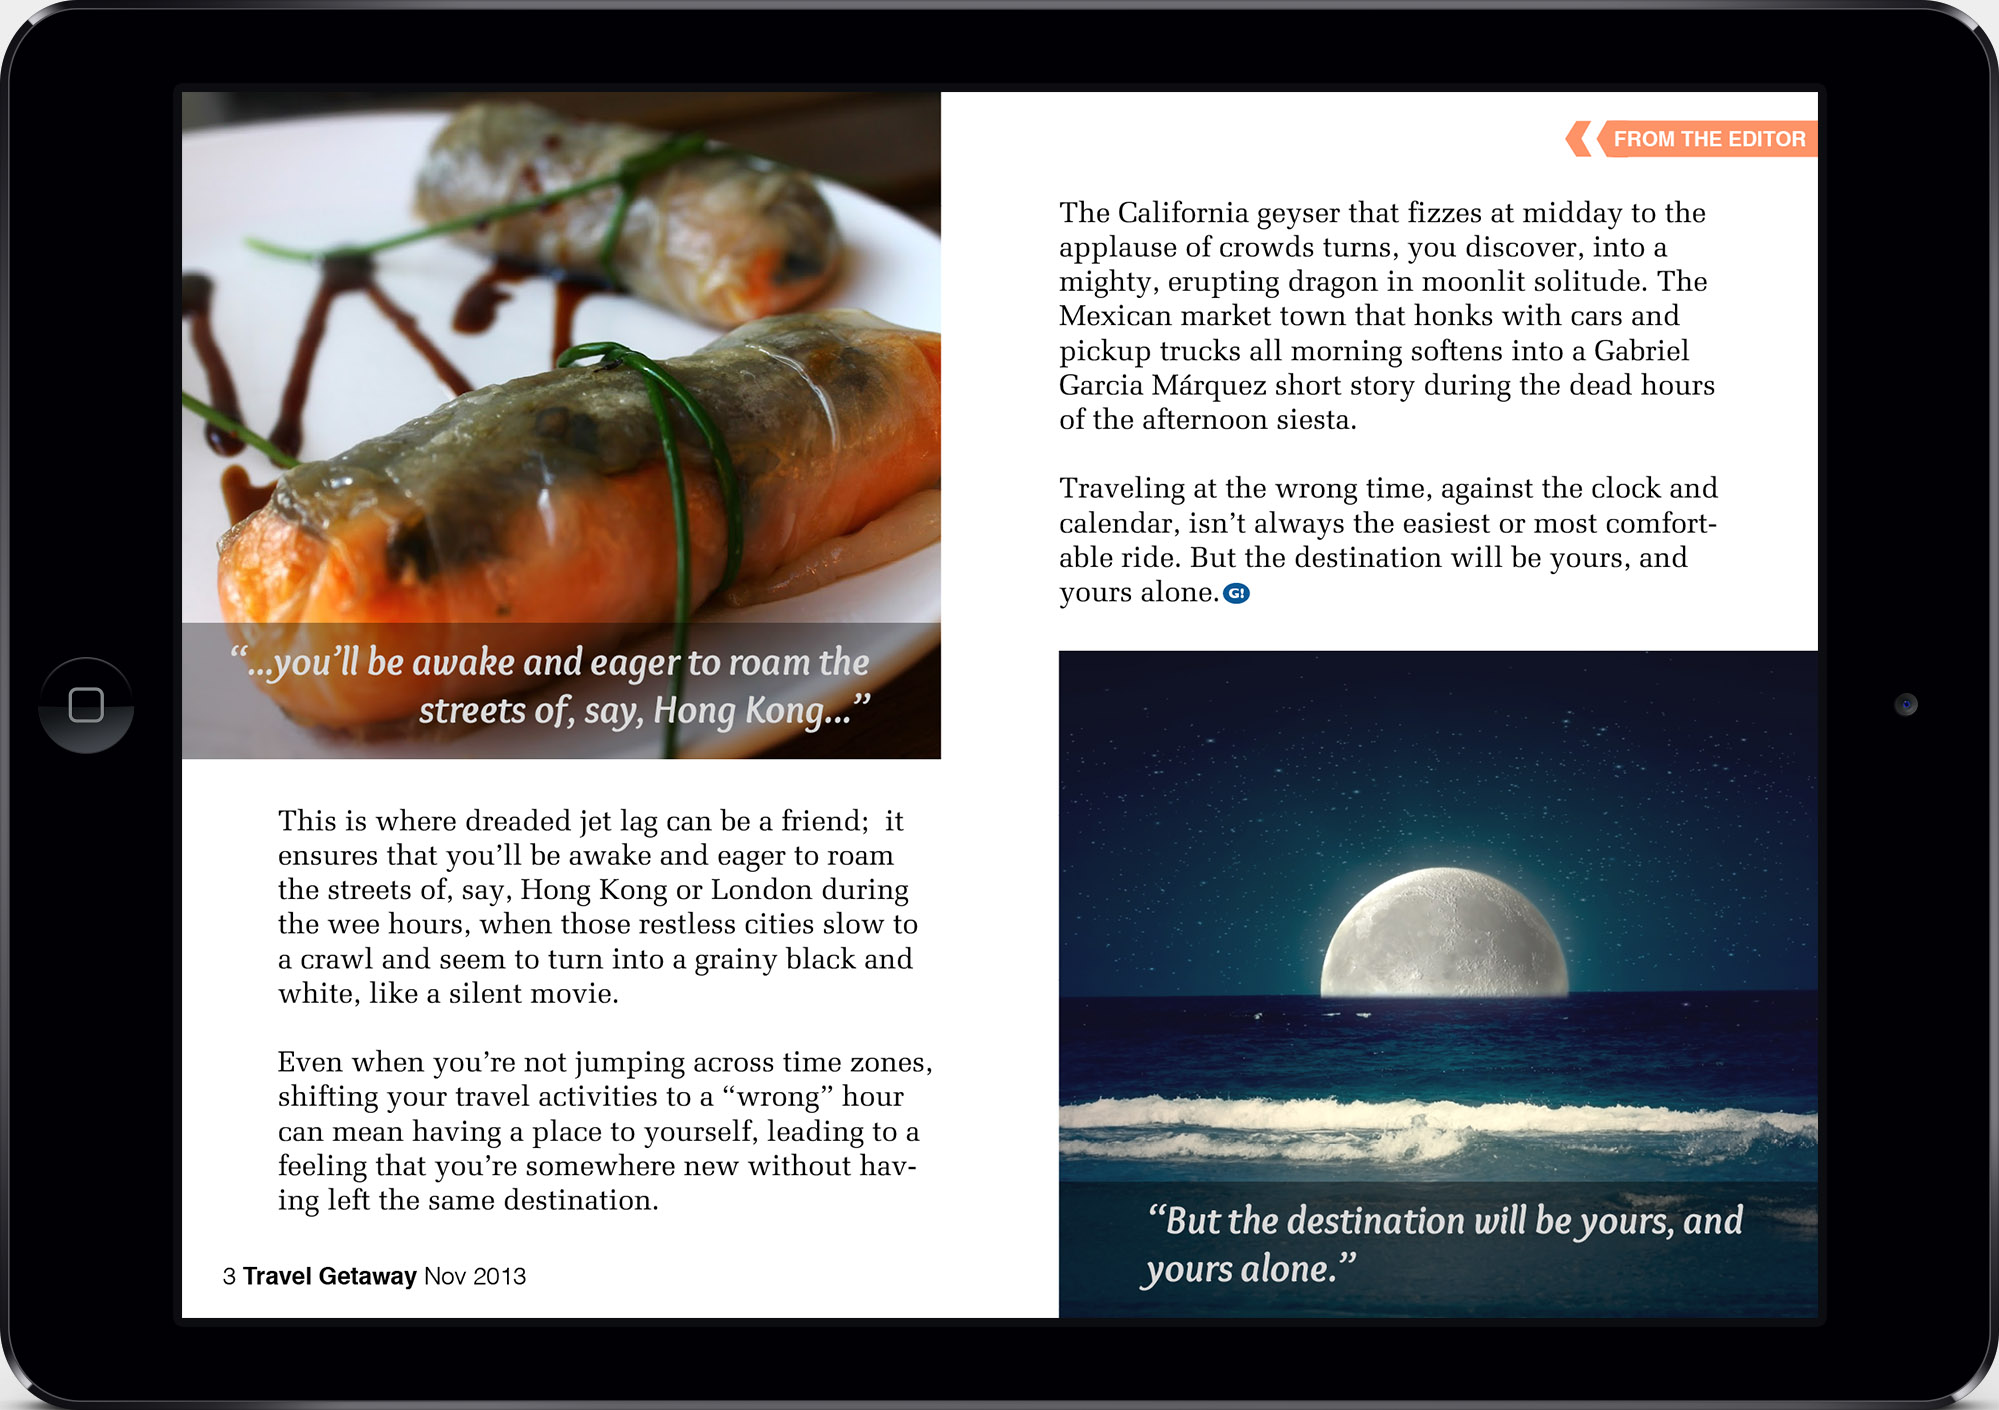 “...you’ll be awake and eager to roam the
streets of, say, Hong Kong...”
This is where dreaded jet lag can be a friend;  it
ensures that you’ll be awake and eager to roam
the streets of, say, Hong Kong or London during
the wee hours, when those restless cities slow to
a crawl and seem to turn into a grainy black and
white, like a silent movie.
Even when you’re not jumping across time zones,
shifting your travel activities to a “wrong” hour
can mean having a place to yourself, leading to a
feeling that you’re somewhere new without hav-
ing left the same destination.
3 Travel Getaway Nov 2013
FROM THE EDITOR
The California geyser that fizzes at midday to the
applause of crowds turns, you discover, into a
mighty, erupting dragon in moonlit solitude. The
Mexican market town that honks with cars and
pickup trucks all morning softens into a Gabriel
Garcia Márquez short story during the dead hours
of the afternoon siesta.
Traveling at the wrong time, against the clock and
calendar, isn’t always the easiest or most comfort-
able ride. But the destination will be yours, and
yours alone. G!
“But the destination will be yours, and
yours alone.”